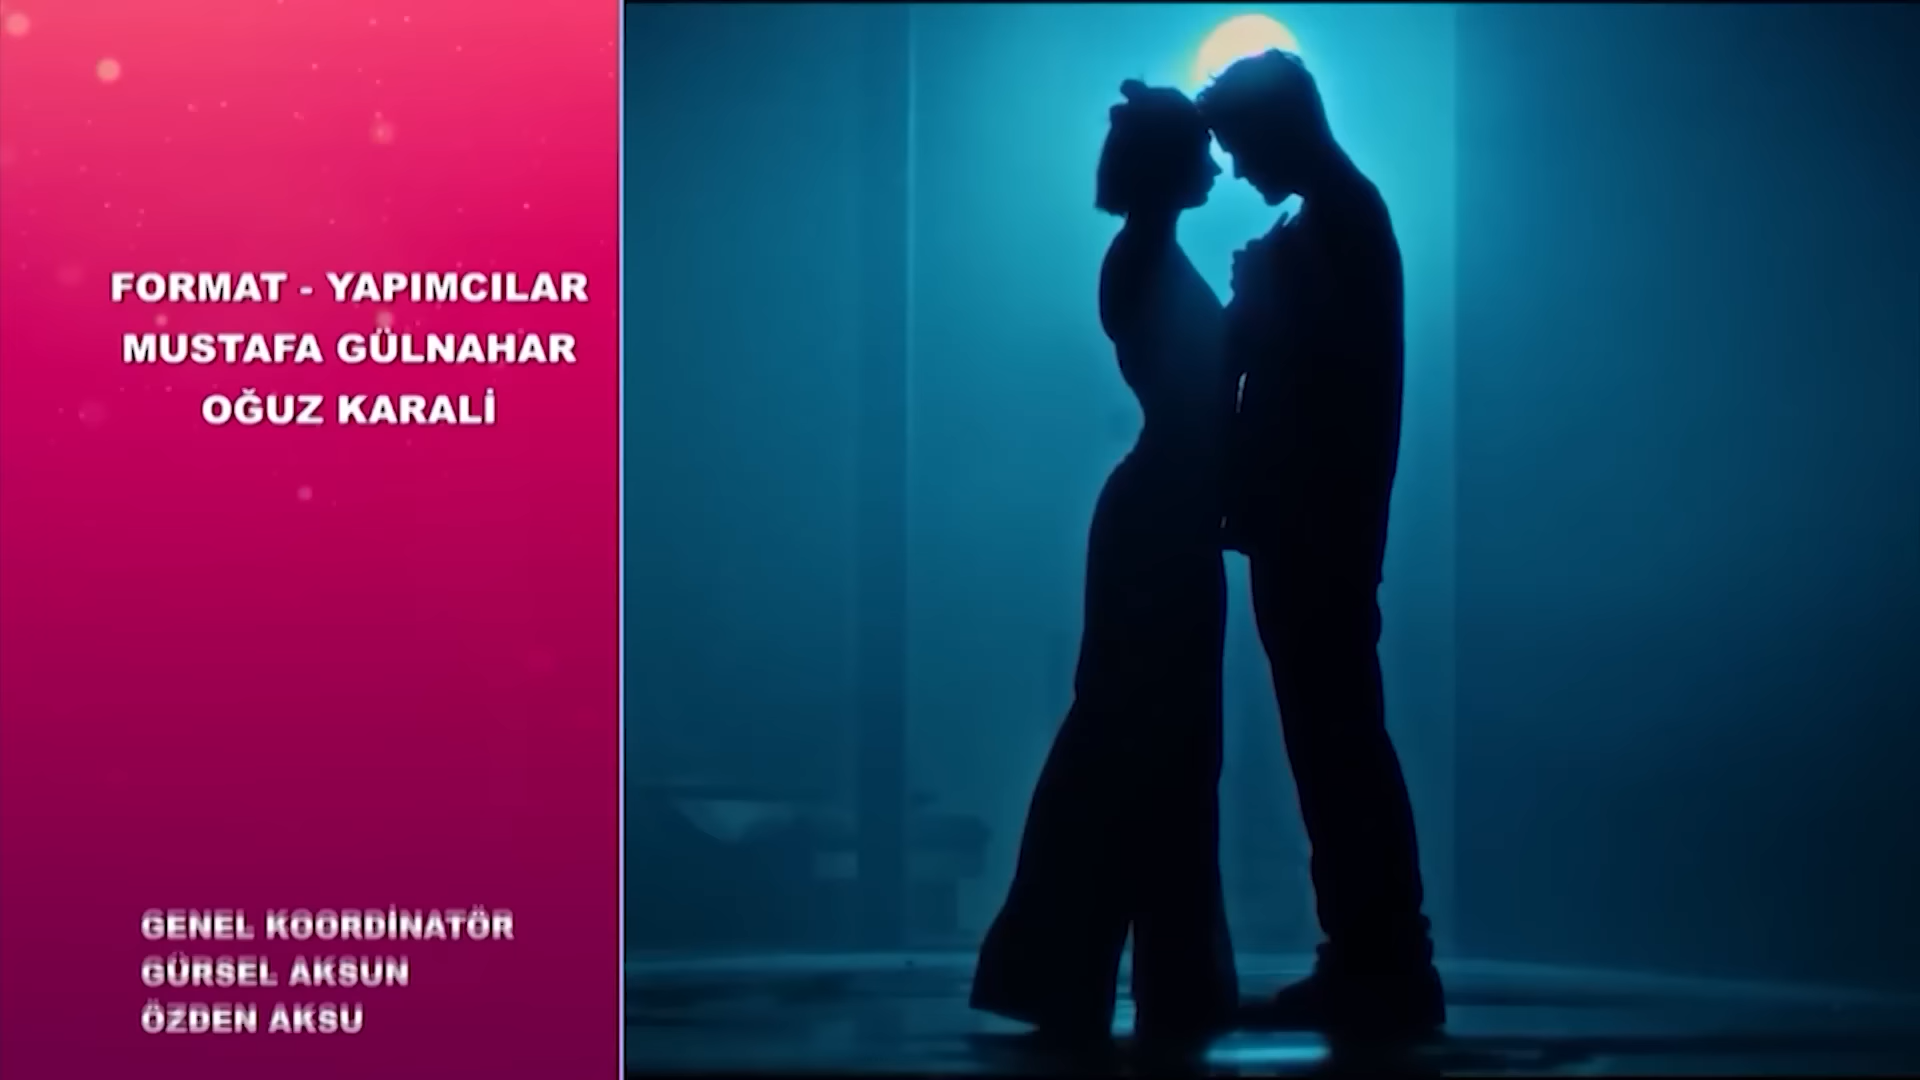 FORMAT - YAPIMCILAR
MUSTAFA GÜLNAHAR
OĞUZ KARALİ
GENEL KOORDİNATÖR
GÜRSEL AKSUN
ÖZDEN AKSU